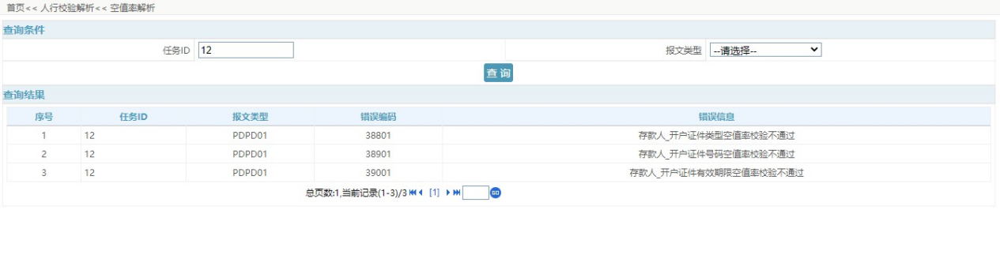 首页<< 人行校验解析<< 空值率解析
查询条件
任务ID 12 报文类型 --请选择--
查 询
查询结果
序号 任务ID 报文类型 错误编码 错误信息
1 12 PDPD01 38801 存款人_开户证件类型空值率校验不通过
2 12 PDPD01 38901 存款人_开户证件号码空值率校验不通过
3 12 PDPD01 39001 存款人_开户证件有效期限空值率校验不通过
总页数:1,当前记录(1-3)/3 [1] GO